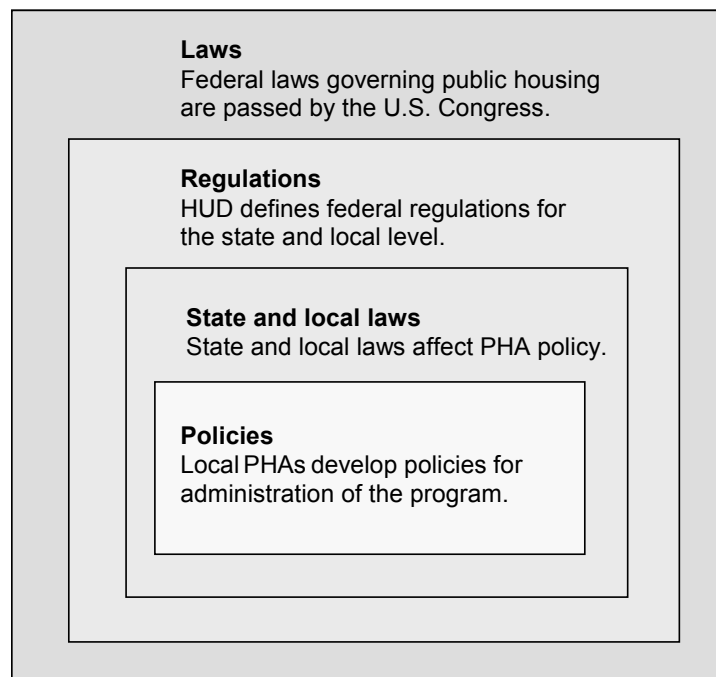 Laws
Federal laws governing public housing
are passed by the U.S. Congress.
Regulations
HUD defines federal regulations for
the state and local level.
State and local laws
State and local laws affect PHA policy.
Policies
Local PHAs develop policies for
administration of the program.